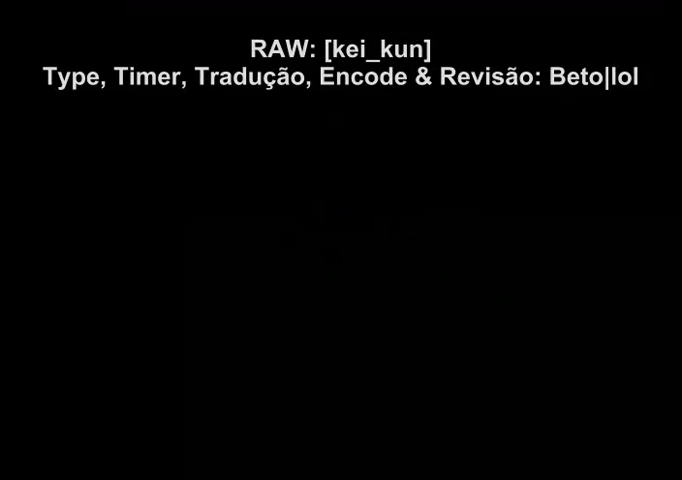 RAW: [kei_kun]
Type, Timer, Tradução, Encode & Revisão: Beto|lol